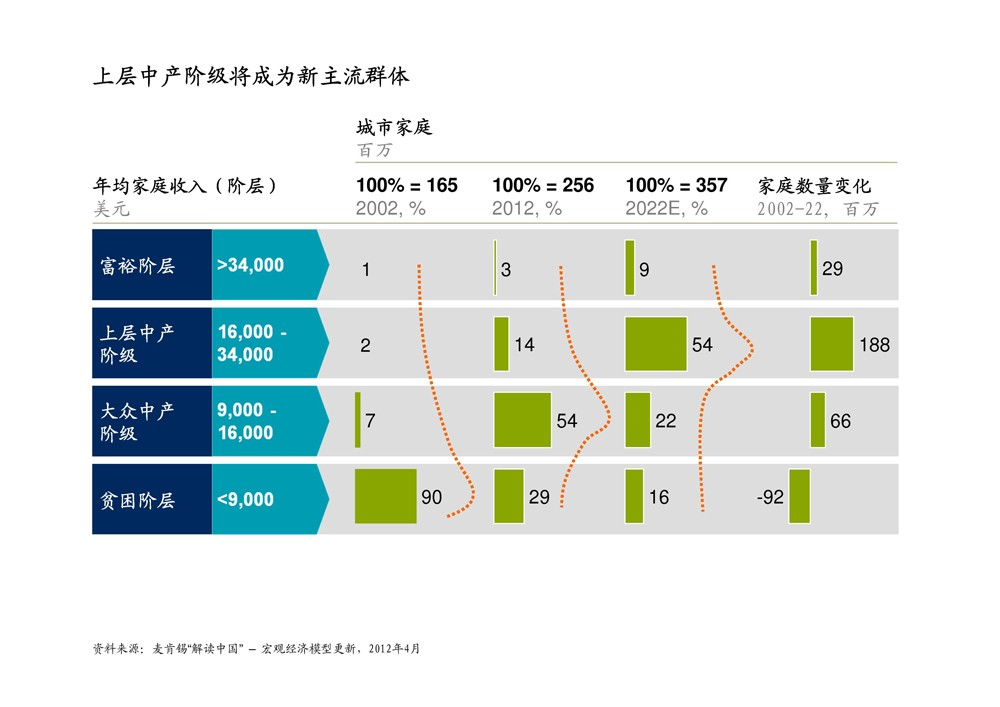 上层中产阶级将成为新主流群体
城市家庭
百万
年均家庭收入（阶层）
美元
100% = 165
2002, %
100% = 256
2012, %
100% = 357
2022E, %
家庭数量变化
2002-22, 百万
富裕阶层
>34,000
1
3
9
29
上层中产
阶级
16,000 -
34,000
2
14
54
188
大众中产
阶级
9,000 -
16,000
7
54
22
66
贫困阶层
<9,000
90
29
16
-92
资料来源: 麦肯锡“解读中国” – 宏观经济模型更新, 2012年4月